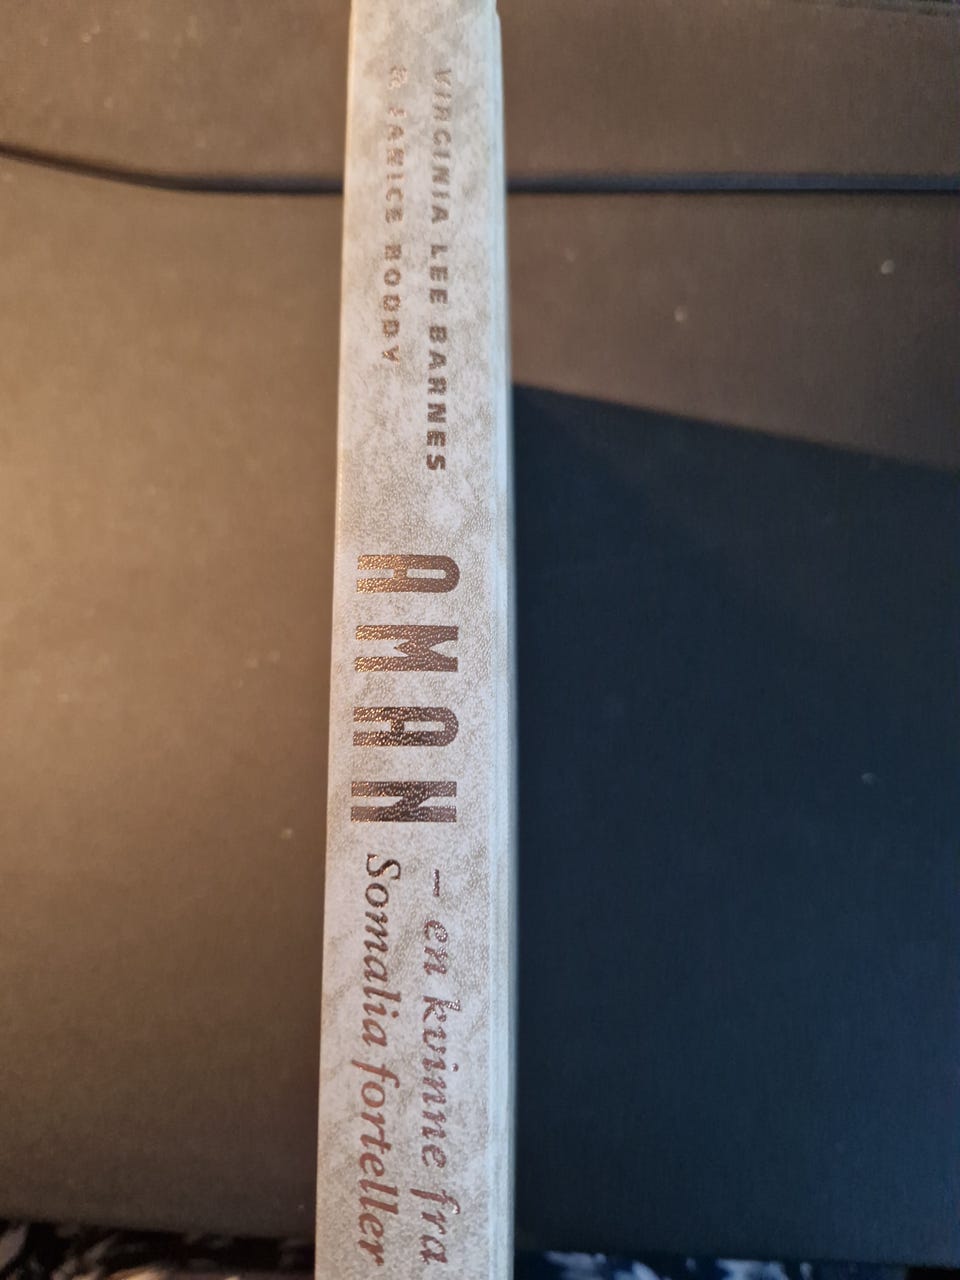 VIRGINIA LEE BARNES
& JANICE BODDY
AMAN
– en kvinne fra
Somalia forteller